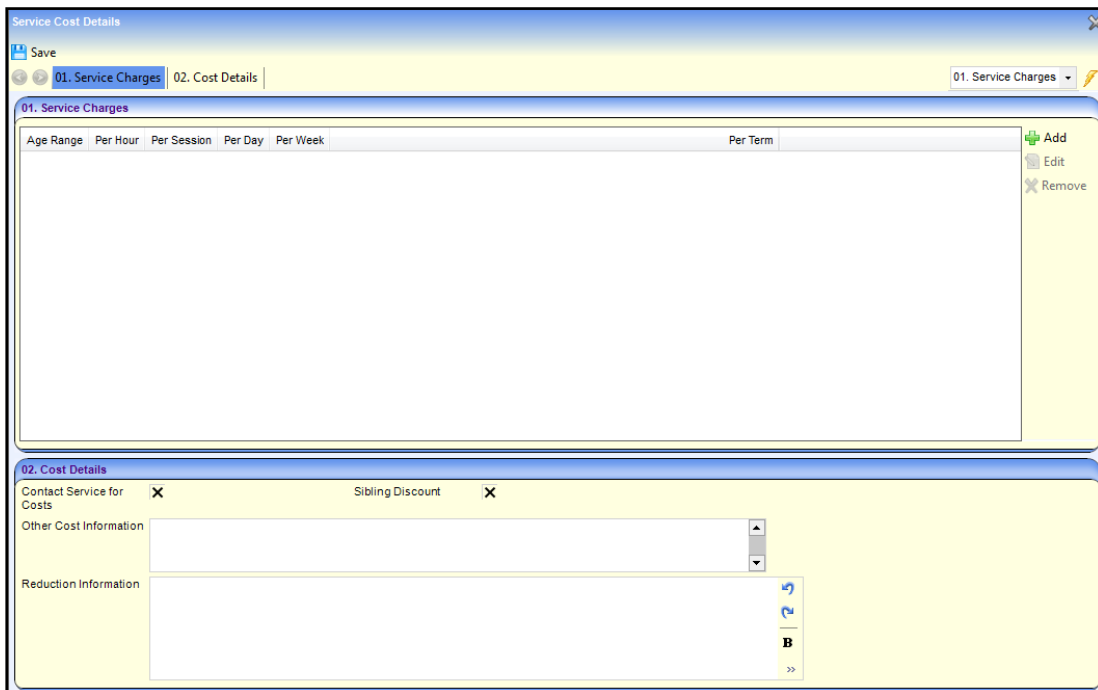 Service Cost Details
Save
01. Service Charges 02. Cost Details 01. Service Charges
01. Service Charges
Age Range Per Hour Per Session Per Day Per Week Per Term
Add
Edit
Remove
02. Cost Details
Contact Service for Costs Sibling Discount
Other Cost Information
Reduction Information
B
»